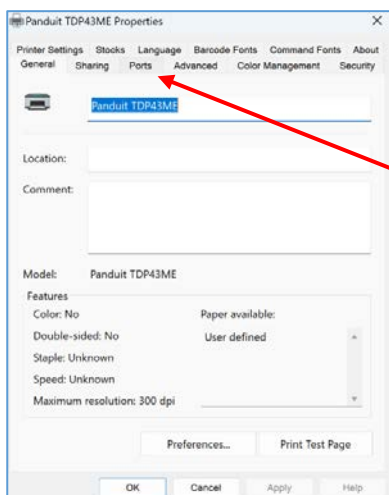 Panduit TDP43ME Properties
Printer Settings Stocks Language Barcode Fonts Command Fonts About
General Sharing Ports Advanced Color Management Security
Panduit TDP43ME
Location:
Comment:
Model: Panduit TDP43ME
Features
Color: No Paper available:
Double-sided: No User defined
Staple: Unknown
Speed: Unknown
Maximum resolution: 300 dpi
Preferences... Print Test Page
OK Cancel Apply Help